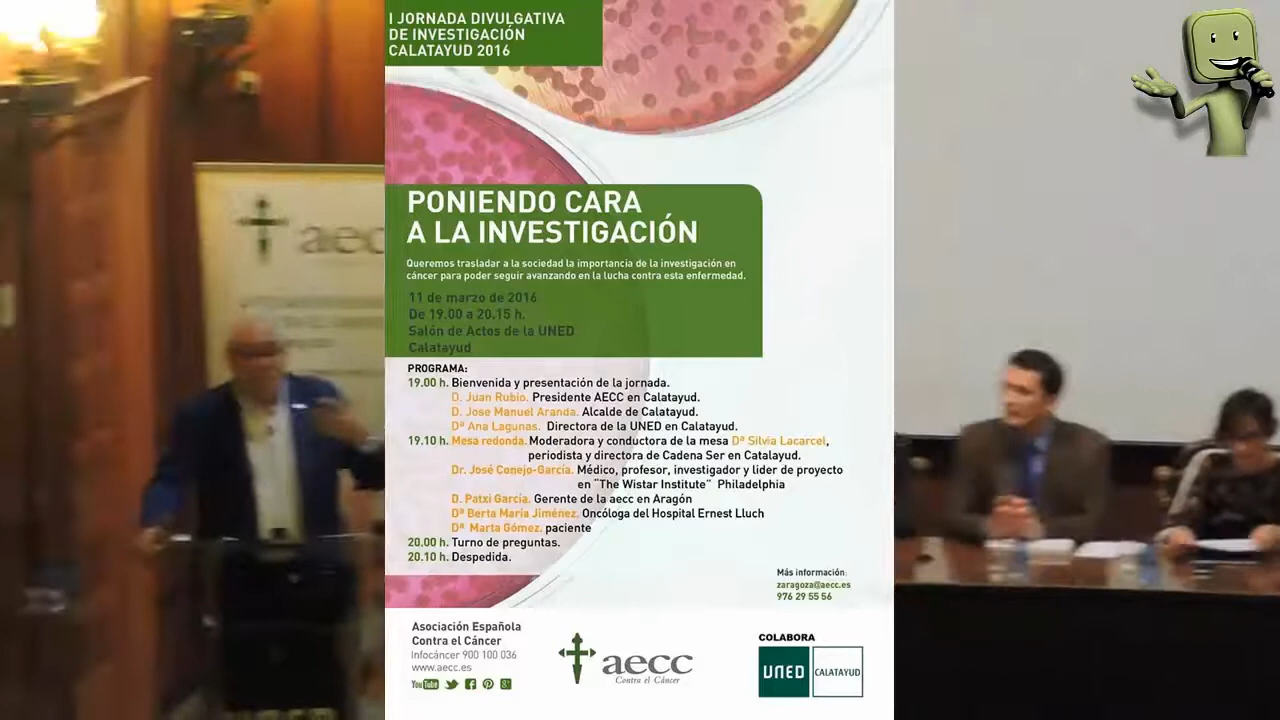 I JORNADA DIVULGATIVA
DE INVESTIGACIÓN
CALATAYUD 2016
aec
PONIENDO CARA
A LA INVESTIGACIÓN
Queremos trasladar a la sociedad la importancia de la investigación en
cáncer para poder seguir avanzando en la lucha contra esta enfermedad.
11 de marzo de 2016
De 19.00 a 20.15 h.
Salón de Actos de la UNED
Calatayud
PROGRAMA:
19.00 h. Bienvenida y presentación de la jornada.
D. Juan Rubio. Presidente AECC en Calatayud.
D. Jose Manuel Aranda. Alcalde de Calatayud.
Dª Ana Lagunas. Directora de la UNED en Calatayud.
19.10 h. Mesa redonda. Moderadora y conductora de la mesa Dª Silvia Lacarcel,
periodista y directora de Cadena Ser en Catalayud.
Dr. José Conejo-García. Médico, profesor, investigador y lider de proyecto
en "The Wistar Institute" Philadelphia
D. Patxi García. Gerente de la aecc en Aragón
Dª Berta María Jiménez. Oncóloga del Hospital Ernest Lluch
Dª Marta Gómez. paciente
20.00 h. Turno de preguntas.
20.10 h. Despedida.
Más información:
zaragoza@aecc.es
976 29 55 56
Asociación Española
Contra el Cáncer
Infocáncer 900 100 036
www.aecc.es
YouTube
aecc
Contra el Cáncer
COLABORA
UNED CALATAYUD